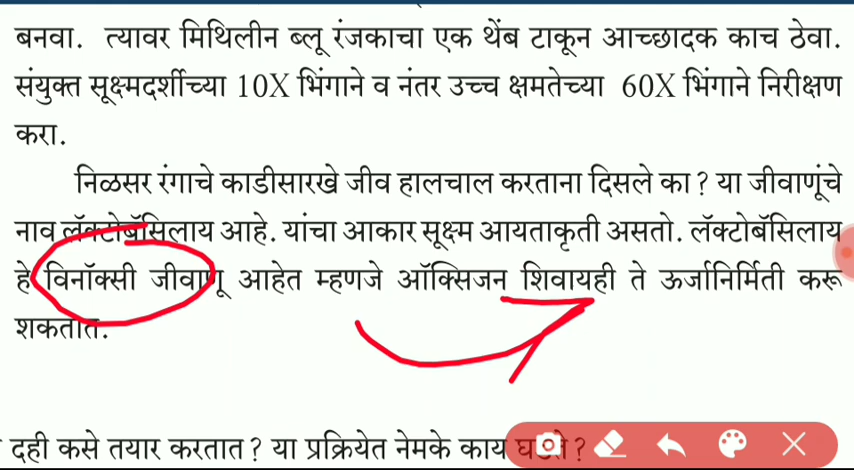 बनवा. त्यावर मिथिलीन ब्लू रंजकाचा एक थेंब टाकून आच्छादक काच ठेवा.
संयुक्त सूक्ष्मदर्शीच्या 10X भिंगाने व नंतर उच्च क्षमतेच्या 60X भिंगाने निरीक्षण
करा.
निळसर रंगाचे काडीसारखे जीव हालचाल करताना दिसले का? या जीवाणूंचे
नाव लॅक्टोबॅसिलाय आहे. यांचा आकार सूक्ष्म आयताकृती असतो. लॅक्टोबॅसिलाय
हे विनॉक्सी जीवाणू आहेत म्हणजे ऑक्सिजन शिवायही ते ऊर्जानिर्मिती करू
शकतात.
दही कसे तयार करतात? या प्रक्रियेत नेमके काय घडते?